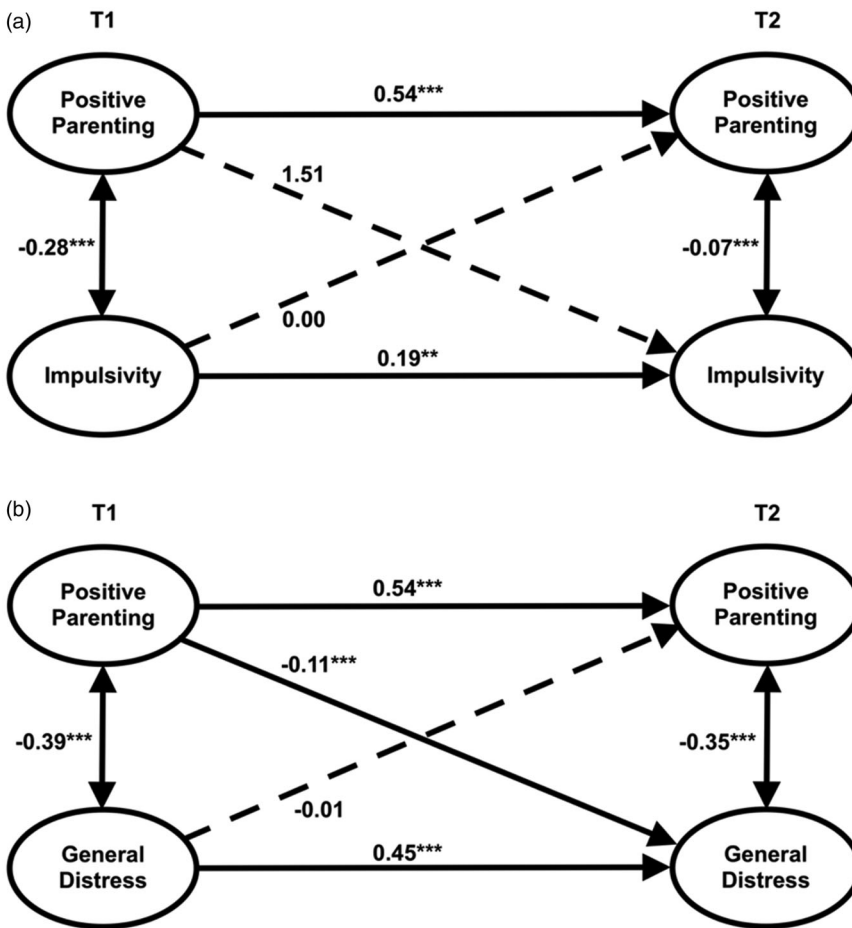 (a)
T1
T2
Positive
Parenting
0.54***
Positive
Parenting
1.51
-0.28***
-0.07***
0.00
Impulsivity
0.19**
Impulsivity
(b)
T1
T2
Positive
Parenting
0.54***
Positive
Parenting
-0.11***
-0.39***
-0.35***
-0.01
General
Distress
0.45***
General
Distress